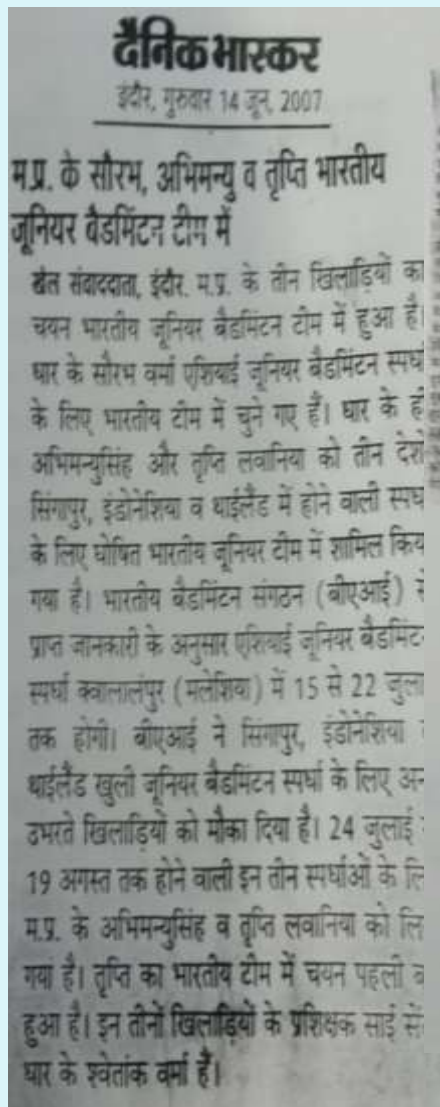 दैनिक भास्कर
इंदौर, गुरुवार 14 जून, 2007
म.प्र. के सौरभ, अभिमन्यु व तृप्ति भारतीय
जूनियर बैडमिंटन टीम में
खेल संवाददाता, इंदौर. म.प्र. के तीन खिलाड़ियों का
चयन भारतीय जूनियर बैडमिंटन टीम में हुआ है।
धार के सौरभ वर्मा एशियाई जूनियर बैडमिंटन स्पर्धा
के लिए भारतीय टीम में चुने गए हैं। धार के ही
अभिमन्युसिंह और तृप्ति लवानिया को तीन देशों
सिंगापुर, इंडोनेशिया व थाईलैंड में होने वाली स्पर्धा
के लिए घोषित भारतीय जूनियर टीम में शामिल किय
गया है। भारतीय बैडमिंटन संगठन (बीएआई) से
प्राप्त जानकारी के अनुसार एशियाई जूनियर बैडमिंट
स्पर्धा क्वालालंपुर (मलेशिया) में 15 से 22 जुला
तक होगी। बीएआई ने सिंगापुर, इंडोनेशिया
थाईलैंड खुली जूनियर बैडमिंटन स्पर्धा के लिए अन
उभरते खिलाड़ियों को मौका दिया है। 24 जुलाई
19 अगस्त तक होने वाली इन तीन स्पर्धाओं के लि
म.प्र. के अभिमन्युसिंह व तृप्ति लवानिया को लि
गया है। तृप्ति का भारतीय टीम में चयन पहली ब
हुआ है। इन तीनों खिलाड़ियों के प्रशिक्षक साई सें
धार के श्वेतांक वर्मा हैं।